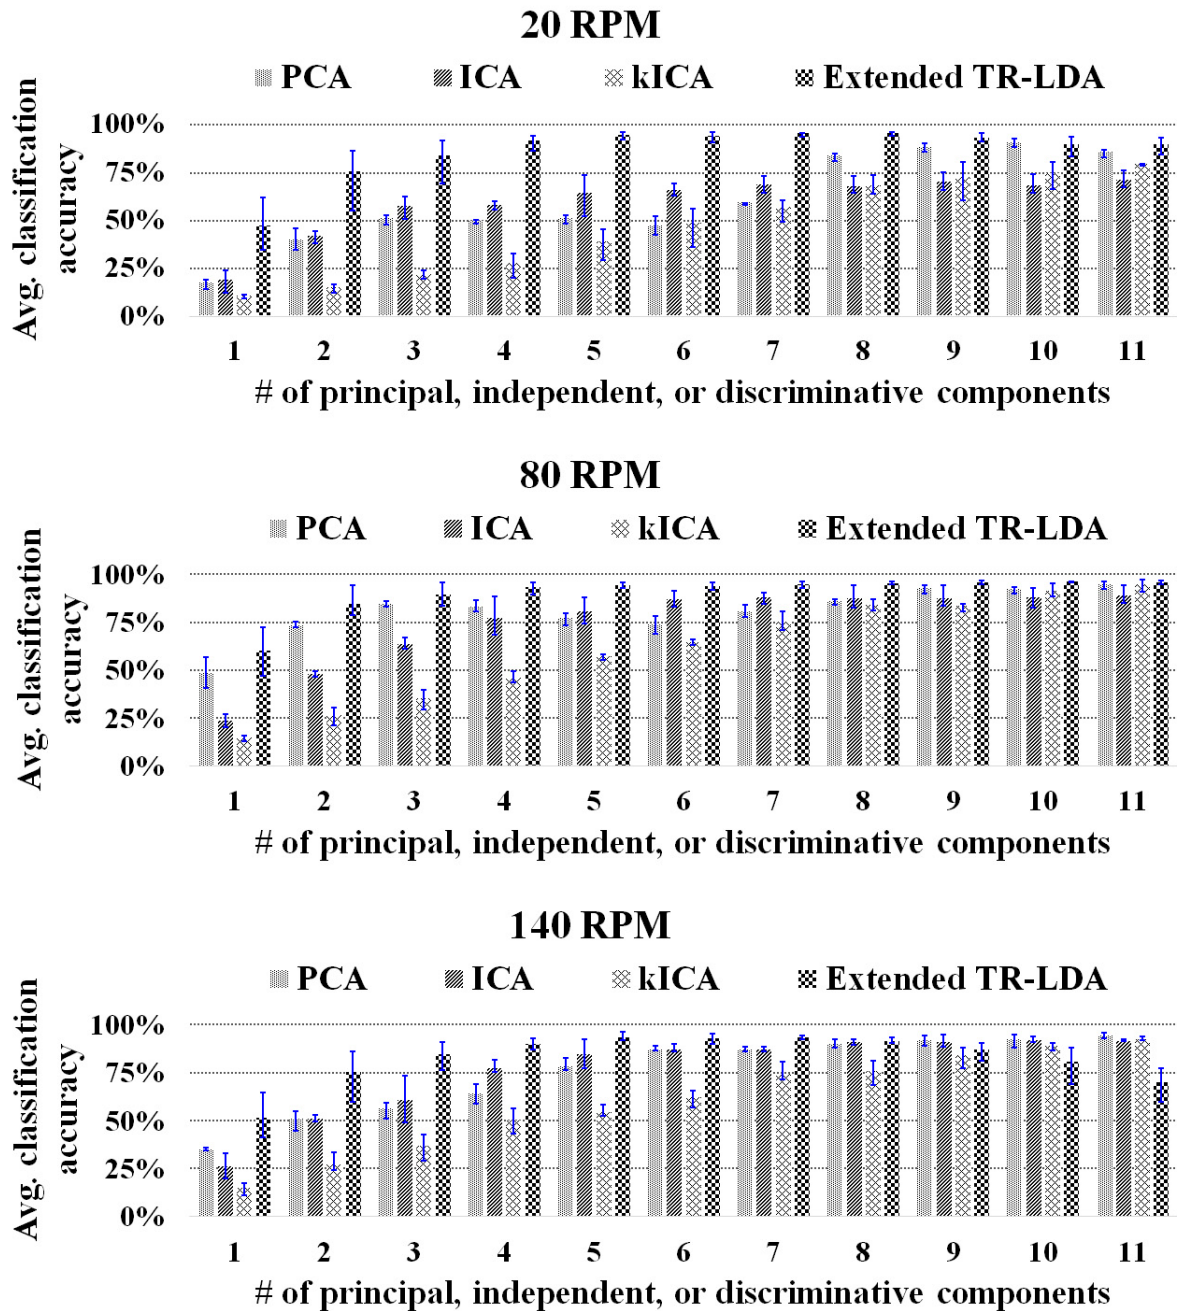 20 RPM
PCA ICA kICA Extended TR-LDA
Avg. classification
accuracy
100%
75%
50%
25%
0%
1 2 3 4 5 6 7 8 9 10 11
# of principal, independent, or discriminative components
80 RPM
PCA ICA kICA Extended TR-LDA
Avg. classification
accuracy
100%
75%
50%
25%
0%
1 2 3 4 5 6 7 8 9 10 11
# of principal, independent, or discriminative components
140 RPM
PCA ICA kICA Extended TR-LDA
Avg. classification
accuracy
100%
75%
50%
25%
0%
1 2 3 4 5 6 7 8 9 10 11
# of principal, independent, or discriminative components